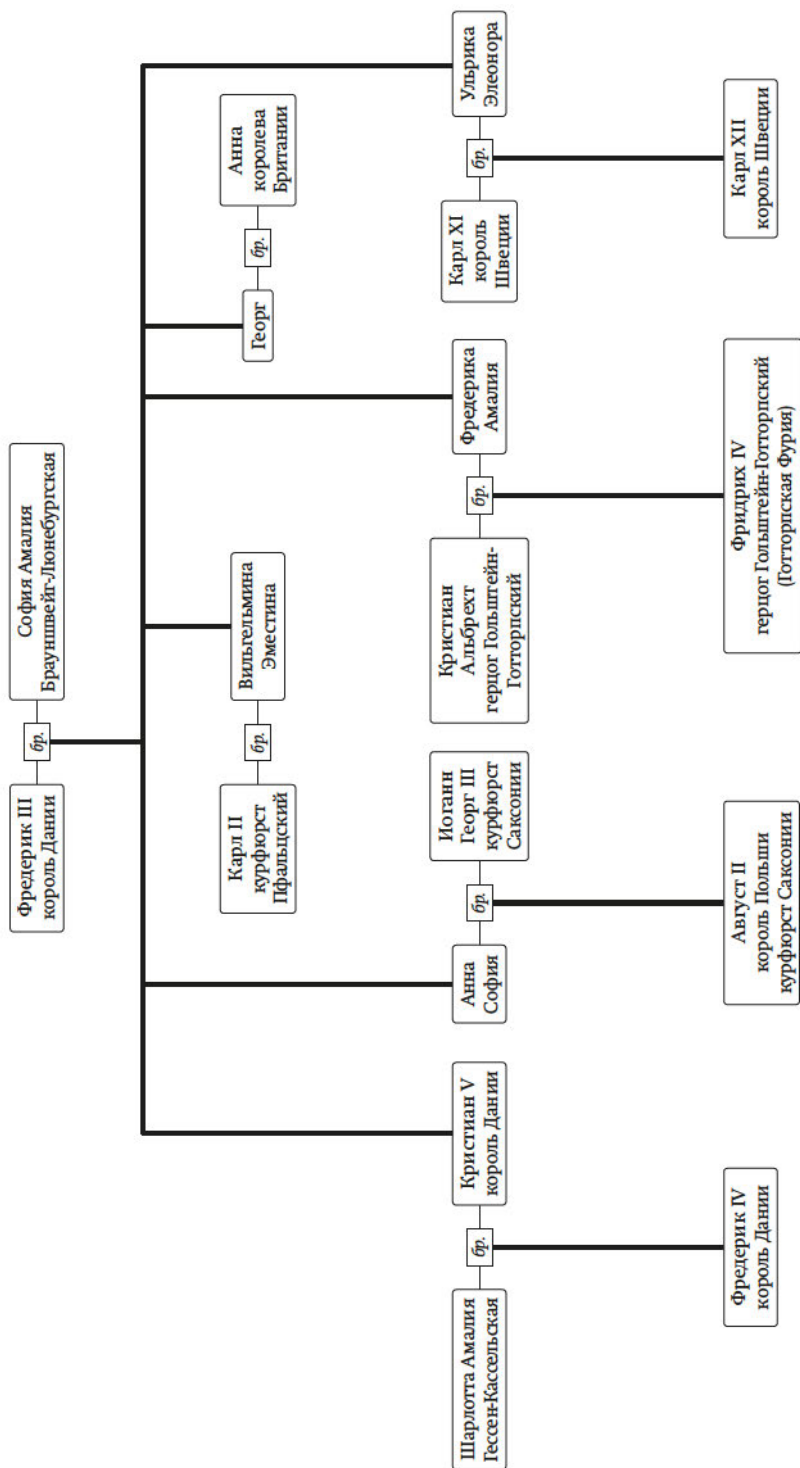 Фредерик III
король Дании
бр.
София Амалия
Брауншвейг-Люнебургская
Карл II
курфюрст
Пфальцский
бр.
Вильгельмина
Эместина
Георг
бр.
Анна
королева
Британии
Шарлотта Амалия
Гессен-Кассельская
бр.
Кристиан V
король Дании
Анна
София
бр.
Иоганн
Георг III
курфюрст
Саксонии
Кристиан
Альбрехт
герцог Гольштейн-
Готторпский
бр.
Фредерика
Амалия
Карл XI
король
Швеции
бр.
Ульрика
Элеонора
Фредерик IV
король Дании
Август II
король Польши
курфюрст Саксонии
Фридрих IV
герцог Гольштейн-Готторпский
(Готторпская Фурия)
Карл XII
король Швеции